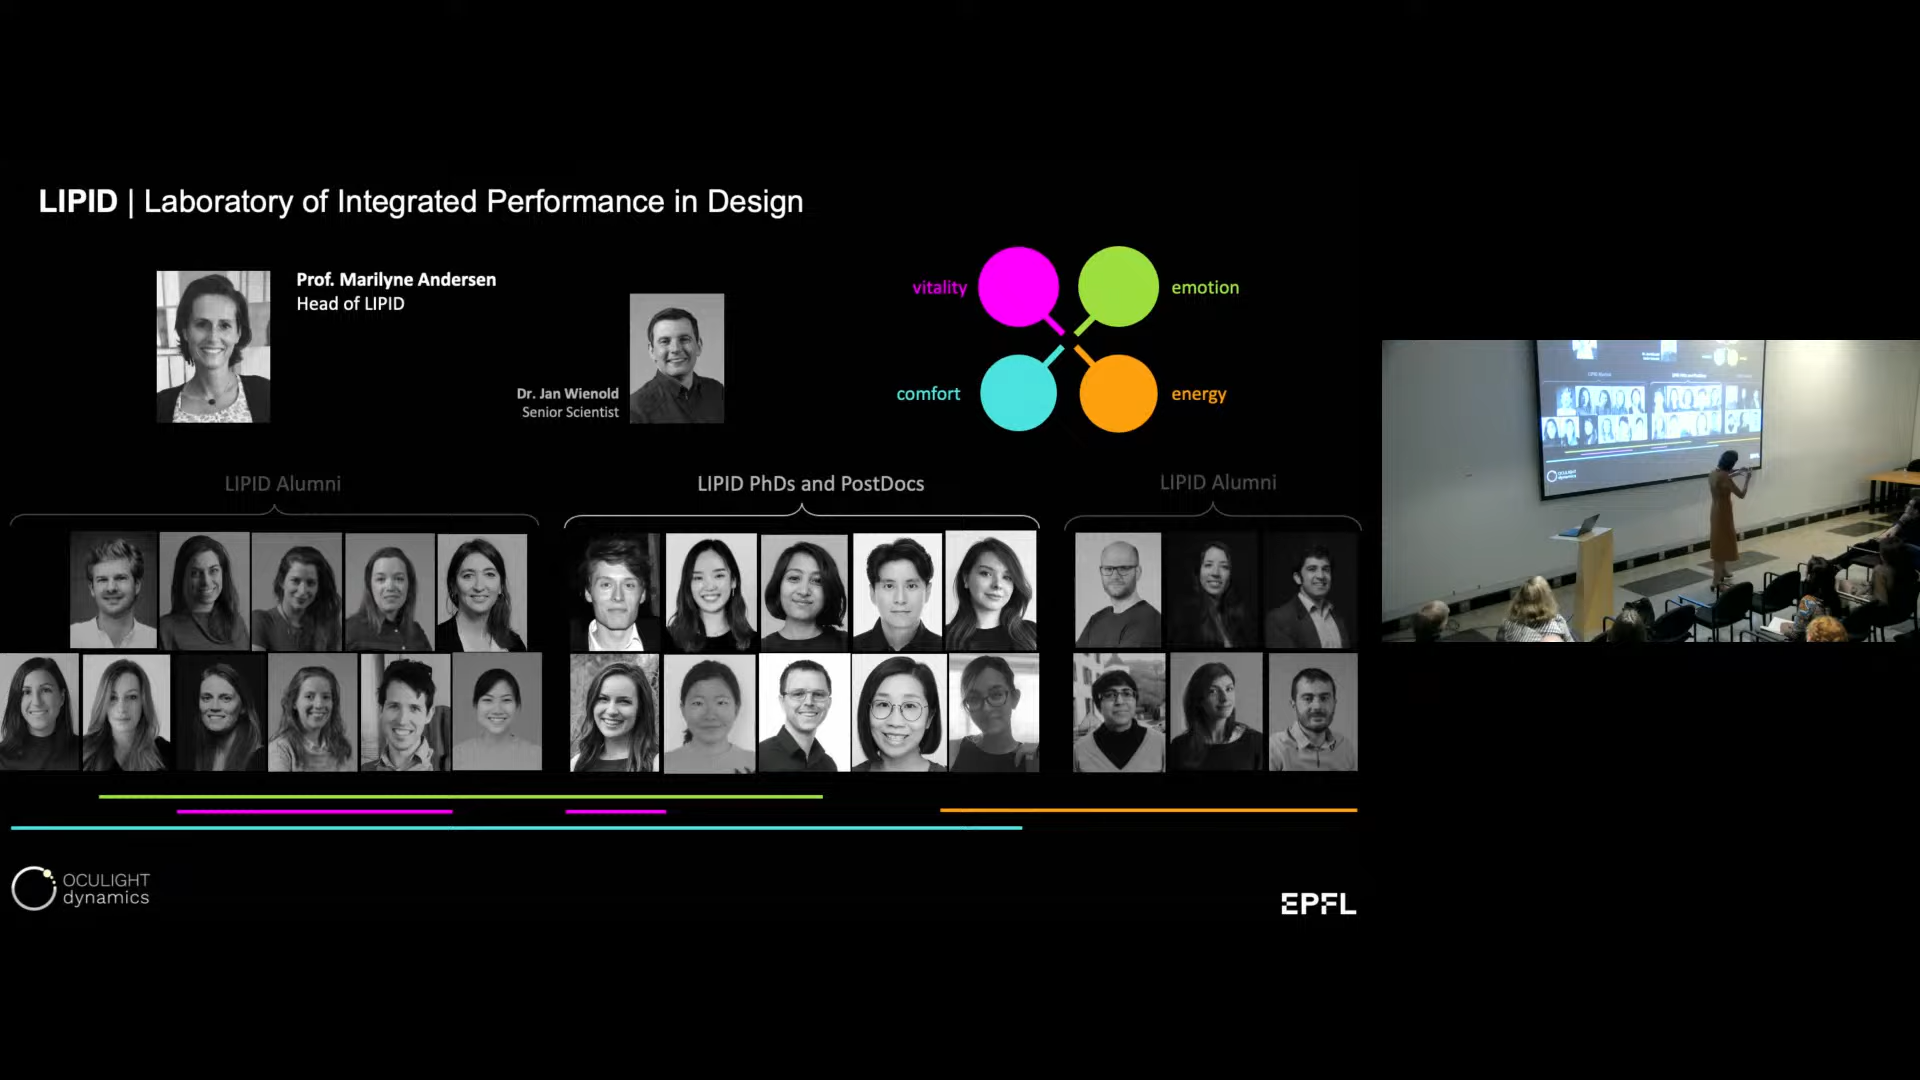 LIPID | Laboratory of Integrated Performance in Design
Prof. Marilyne Andersen
Head of LIPID
Dr. Jan Wienold
Senior Scientist
vitality
emotion
comfort
energy
LIPID Alumni
LIPID PhDs and PostDocs
LIPID Alumni
OCULIGHT
dynamics
EPFL